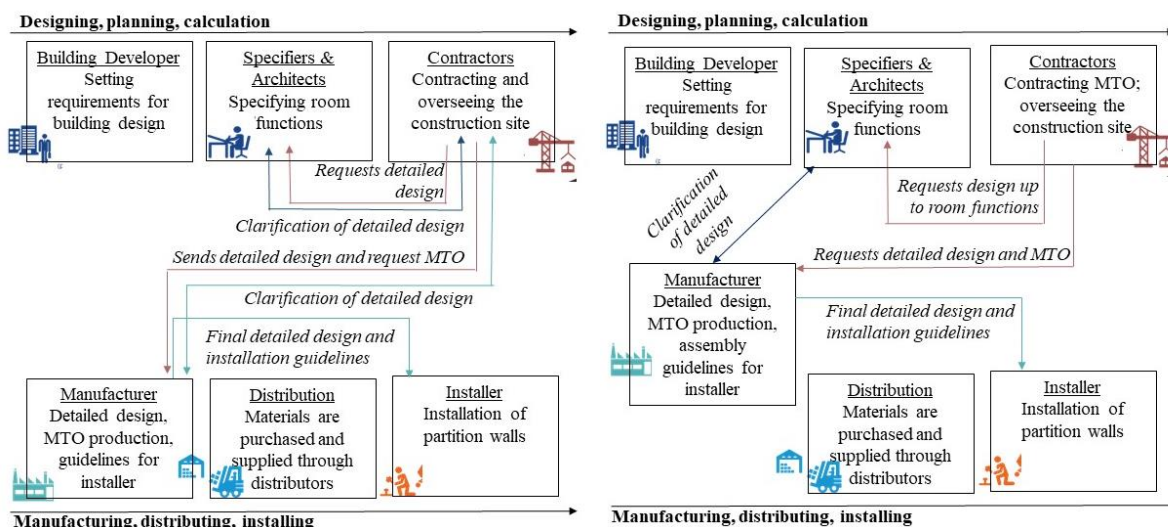 Designing, planning, calculation
Building Developer
Setting
requirements for
building design
Specifiers &
Architects
Specifying room
functions
Contractors
Contracting and
overseeing the
construction site
Requests detailed
design
Clarification of detailed design
Sends detailed design and request MTO
Clarification of detailed design
Final detailed design and
installation guidelines
Manufacturer
Detailed design,
MTO production,
guidelines for
installer
Distribution
Materials are
purchased and
supplied through
distributors
Installer
Installation of
partition walls
Manufacturing, distributing, installing
Designing, planning, calculation
Building Developer
Setting
requirements for
building design
Specifiers &
Architects
Specifying room
functions
Contractors
Contracting MTO;
overseeing the
construction site
Clarification
of detailed
design
Requests design up
to room functions
Requests detailed design and MTO
Manufacturer
Detailed design,
MTO production,
assembly
guidelines for
installer
Final detailed design and
installation guidelines
Distribution
Materials are
purchased and
supplied through
distributors
Installer
Installation of
partition walls
Manufacturing, distributing, installing